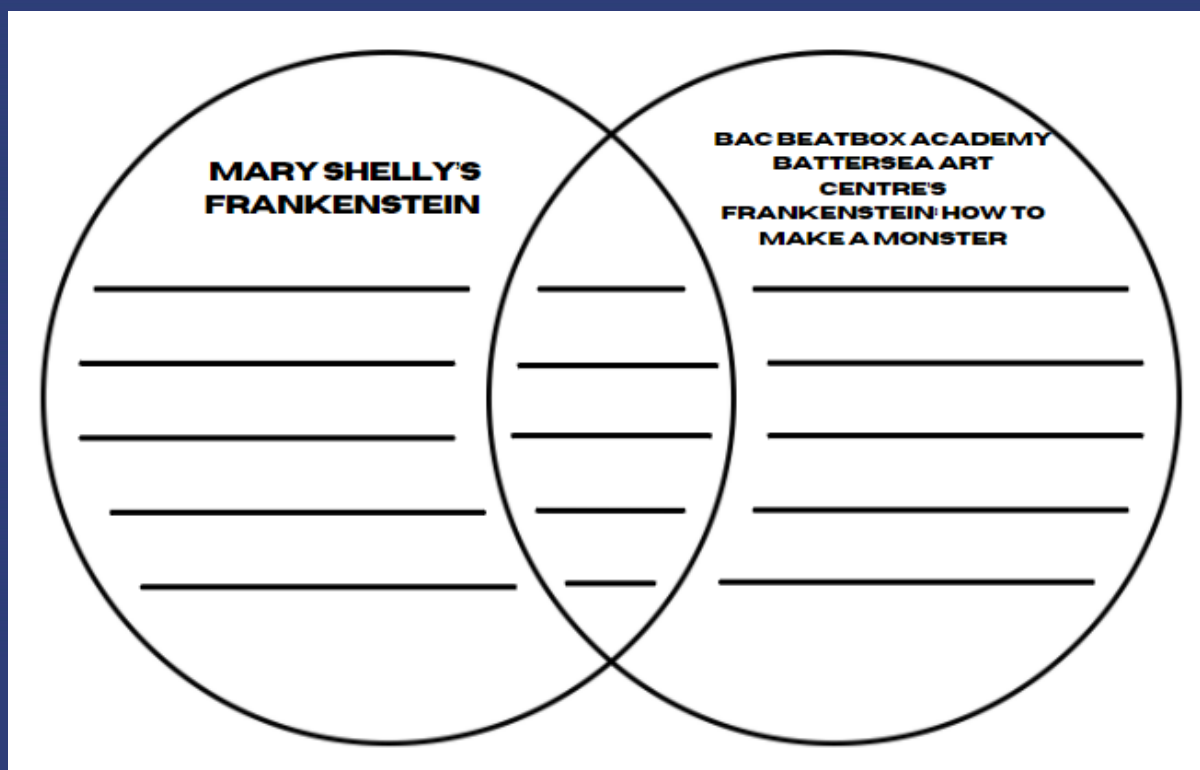 MARY SHELLY'S
FRANKENSTEIN
BAC BEATBOX ACADEMY
BATTERSEA ART
CENTRE'S
FRANKENSTEIN: HOW TO
MAKE A MONSTER